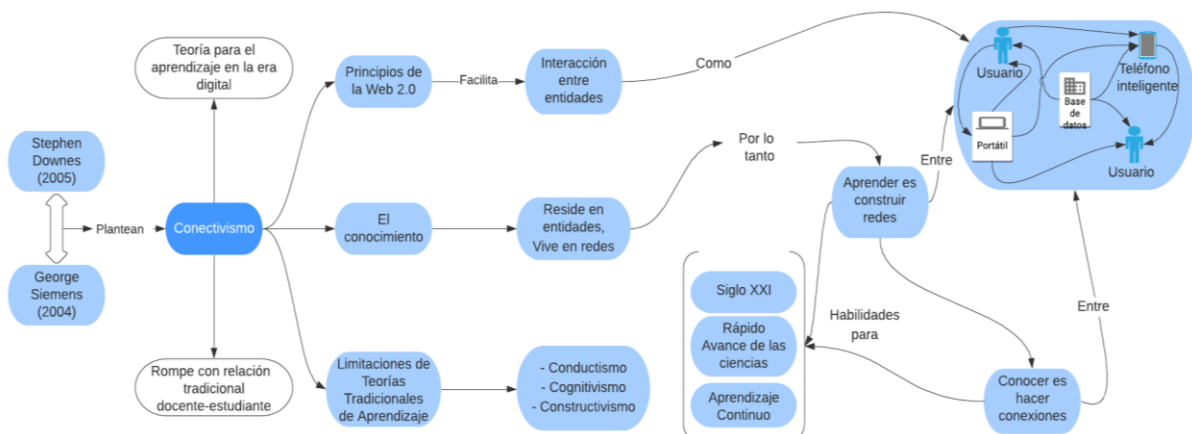 Stephen
Downes
(2005)
George
Siemens
(2004)
Plantean
Teoría para el
aprendizaje en la era
digital
Conectivismo
Rompe con relación
tradicional
docente-estudiante
Principios de
la Web 2.0
Facilita
Interacción
entre
entidades
Como
El
conocimiento
Reside en
entidades,
Vive en redes
Por lo
tanto
Aprender es
construir
redes
Entre
Limitaciones de
Teorías
Tradicionales
de Aprendizaje
- Conductismo
- Cognitivismo
- Constructivismo
Siglo XXI
Rápido
Avance de las
ciencias
Aprendizaje
Continuo
Habilidades
para
Conocer es
hacer
conexiones
Entre
Usuario
Teléfono
inteligente
Base
de
datos
Portátil
Usuario